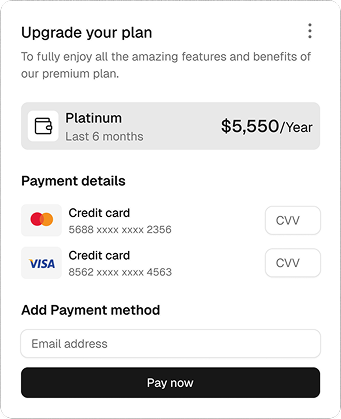 Upgrade your plan
To fully enjoy all the amazing features and benefits of
our premium plan.
Platinum
Last 6 months
$5,550/Year
Payment details
Credit card
5688 xxxx xxxx 2356
CVV
VISA
Credit card
8562 xxxx xxxx 4563
CVV
Add Payment method
Email address
Pay now